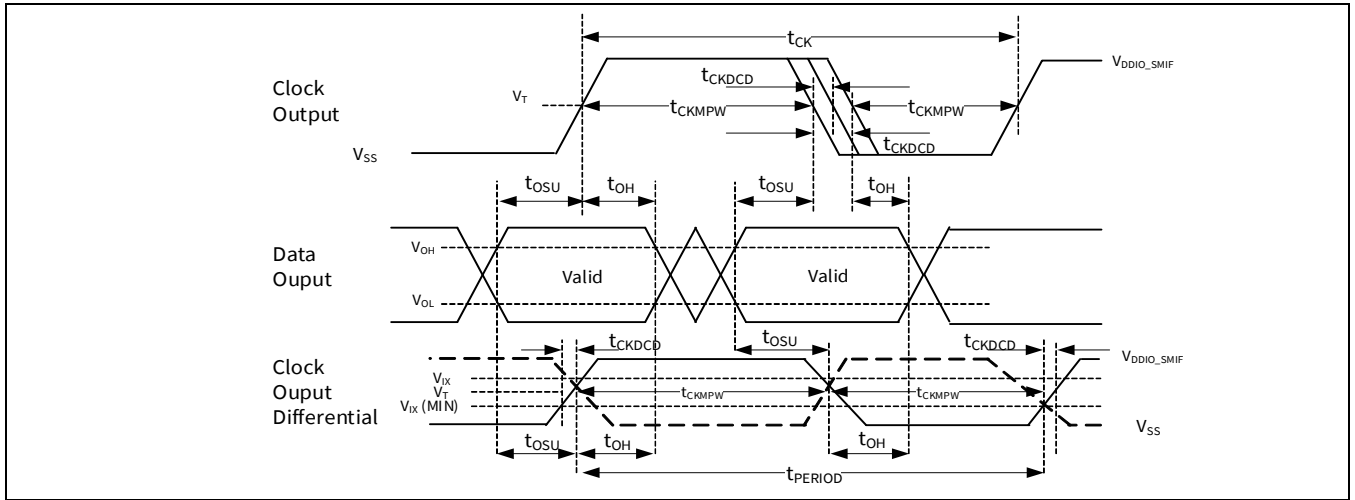 tCK
Clock
Output
VDDIO_SMIF
tCKDCD
VT
tCKMPW
tCKMPW
tCKDCD
VSS
tOSU
tOH
tOSU
tOH
Data
Ouput
VOH
Valid
Valid
VOL
tCKDCD
tOSU
tCKDCD
Clock
Ouput
Differential
VDDIO_SMIF
VIX
VT
VIX (MIN)
tCKMPW
tCKMPW
VSS
tOSU
tOH
tOH
tPERIOD